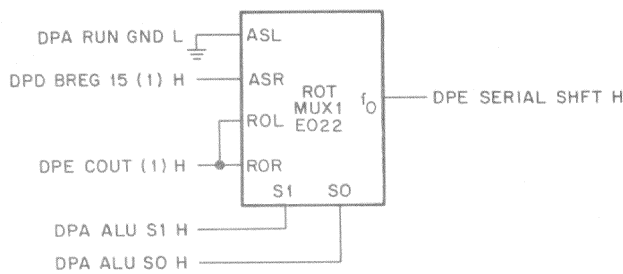 DPA RUN GND L
ASL
DPD BREG 15 (1) H
ASR
ROT
MUX1
E022
fO
DPE SERIAL SHFT H
ROL
DPE COUT (1) H
ROR
S1
SO
DPA ALU S1 H
DPA ALU SO H